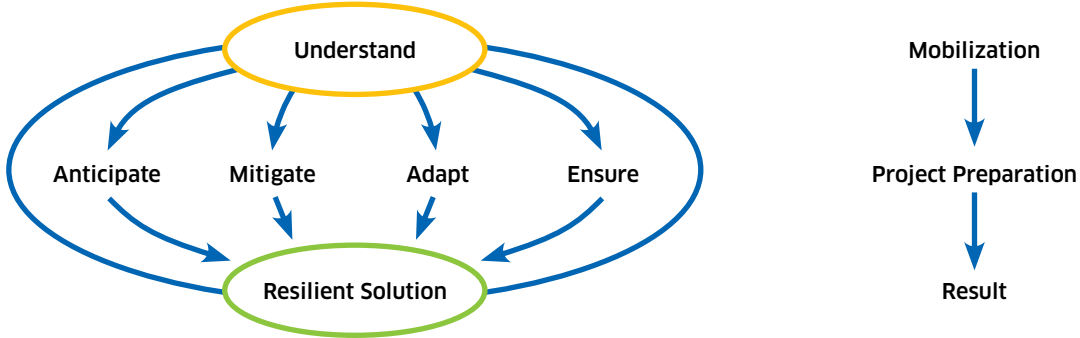 Understand
Mobilization
Anticipate
Mitigate
Adapt
Ensure
Project Preparation
Resilient Solution
Result